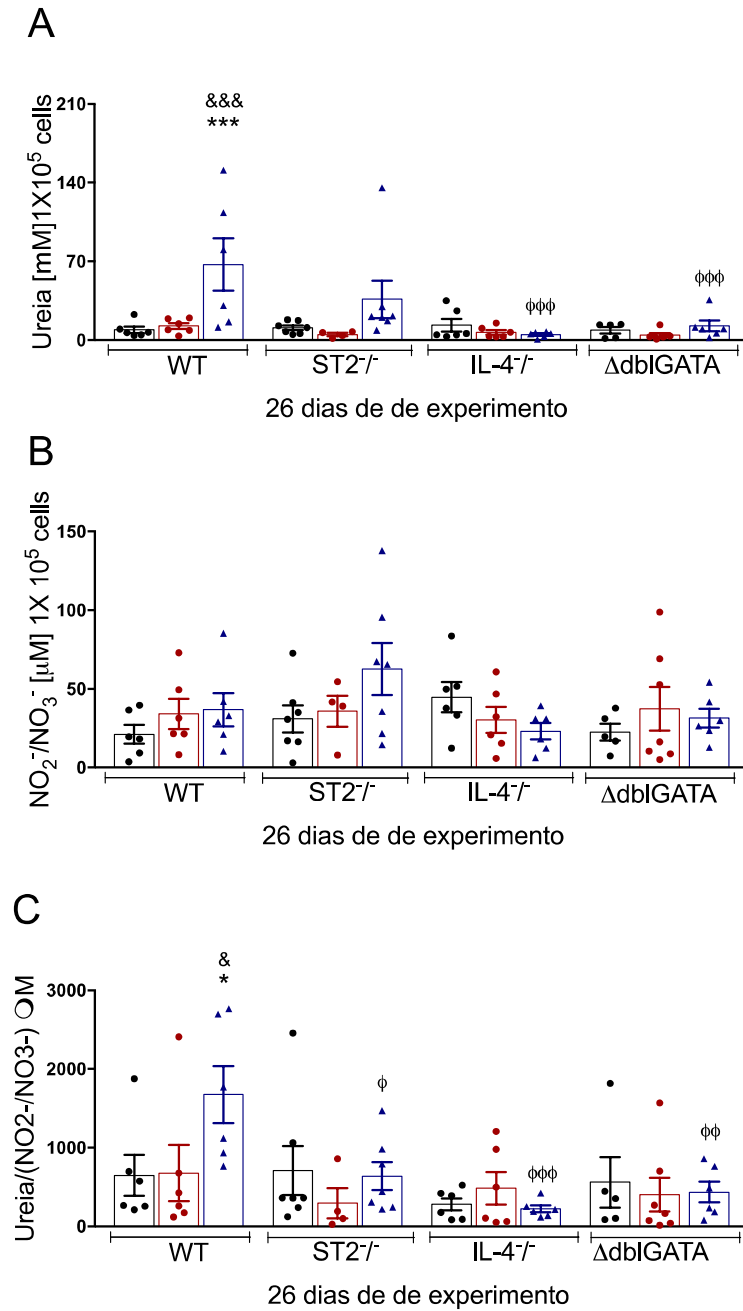 A
&&&
***
Ureia [mM]1X10⁵ cells
210
140
70
0
ϕϕϕ
ϕϕϕ
WT
ST2⁻/⁻
IL-4⁻/⁻
ΔdblGATA
26 dias de de experimento
B
NO₂⁻/NO₃⁻ [μM] 1X 10⁵ cells
150
100
50
0
WT
ST2⁻/⁻
IL-4⁻/⁻
ΔdblGATA
26 dias de de experimento
C
&
*
Ureia/(NO2-/NO3-) ❍M
3000
2000
1000
0
ϕ
ϕϕϕ
ϕϕ
WT
ST2⁻/⁻
IL-4⁻/⁻
ΔdblGATA
26 dias de de experimento